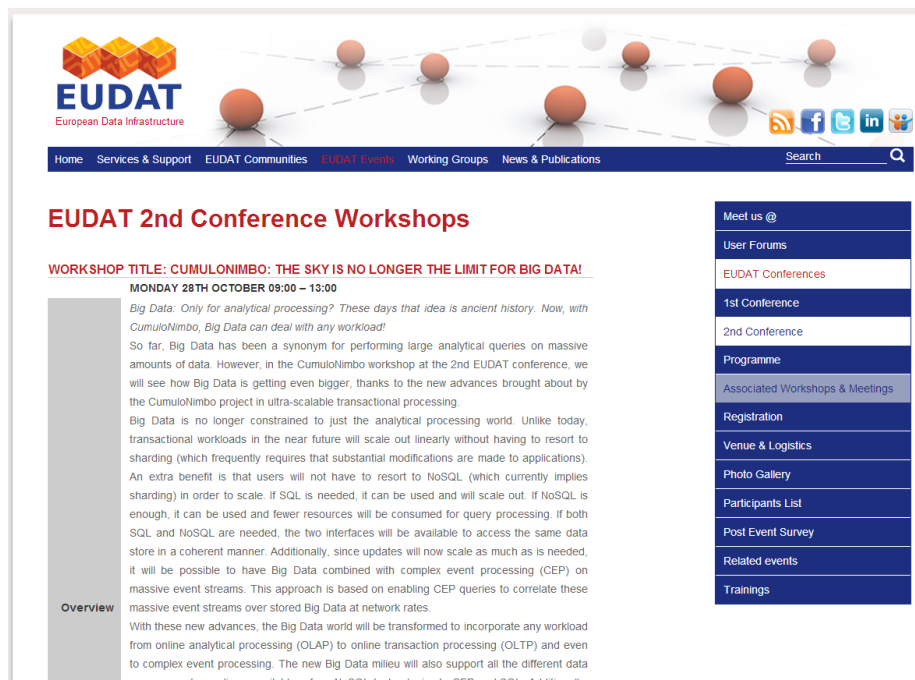 EUDAT
European Data Infrastructure
Home Services & Support EUDAT Communities EUDAT Events Working Groups News & Publications Search
EUDAT 2nd Conference Workshops
WORKSHOP TITLE: CUMULONIMBO: THE SKY IS NO LONGER THE LIMIT FOR BIG DATA!
MONDAY 28TH OCTOBER 09:00 – 13:00
Big Data: Only for analytical processing? These days that idea is ancient history. Now, with
CumuloNimbo, Big Data can deal with any workload!
So far, Big Data has been a synonym for performing large analytical queries on massive
amounts of data. However, in the CumuloNimbo workshop at the 2nd EUDAT conference, we
will see how Big Data is getting even bigger, thanks to the new advances brought about by
the CumuloNimbo project in ultra-scalable transactional processing.
Big Data is no longer constrained to just the analytical processing world. Unlike today,
transactional workloads in the near future will scale out linearly without having to resort to
sharding (which frequently requires that substantial modifications are made to applications).
An extra benefit is that users will not have to resort to NoSQL (which currently implies
sharding) in order to scale. If SQL is needed, it can be used and will scale out. If NoSQL is
enough, it can be used and fewer resources will be consumed for query processing. If both
SQL and NoSQL are needed, the two interfaces will be available to access the same data
store in a coherent manner. Additionally, since updates will now scale as much as is needed,
it will be possible to have Big Data combined with complex event processing (CEP) on
massive event streams. This approach is based on enabling CEP queries to correlate these
Overview
massive event streams over stored Big Data at network rates.
With these new advances, the Big Data world will be transformed to incorporate any workload
from online analytical processing (OLAP) to online transaction processing (OLTP) and even
to complex event processing. The new Big Data milieu will also support all the different data
Meet us @
User Forums
EUDAT Conferences
1st Conference
2nd Conference
Programme
Associated Workshops & Meetings
Registration
Venue & Logistics
Photo Gallery
Participants List
Post Event Survey
Related events
Trainings